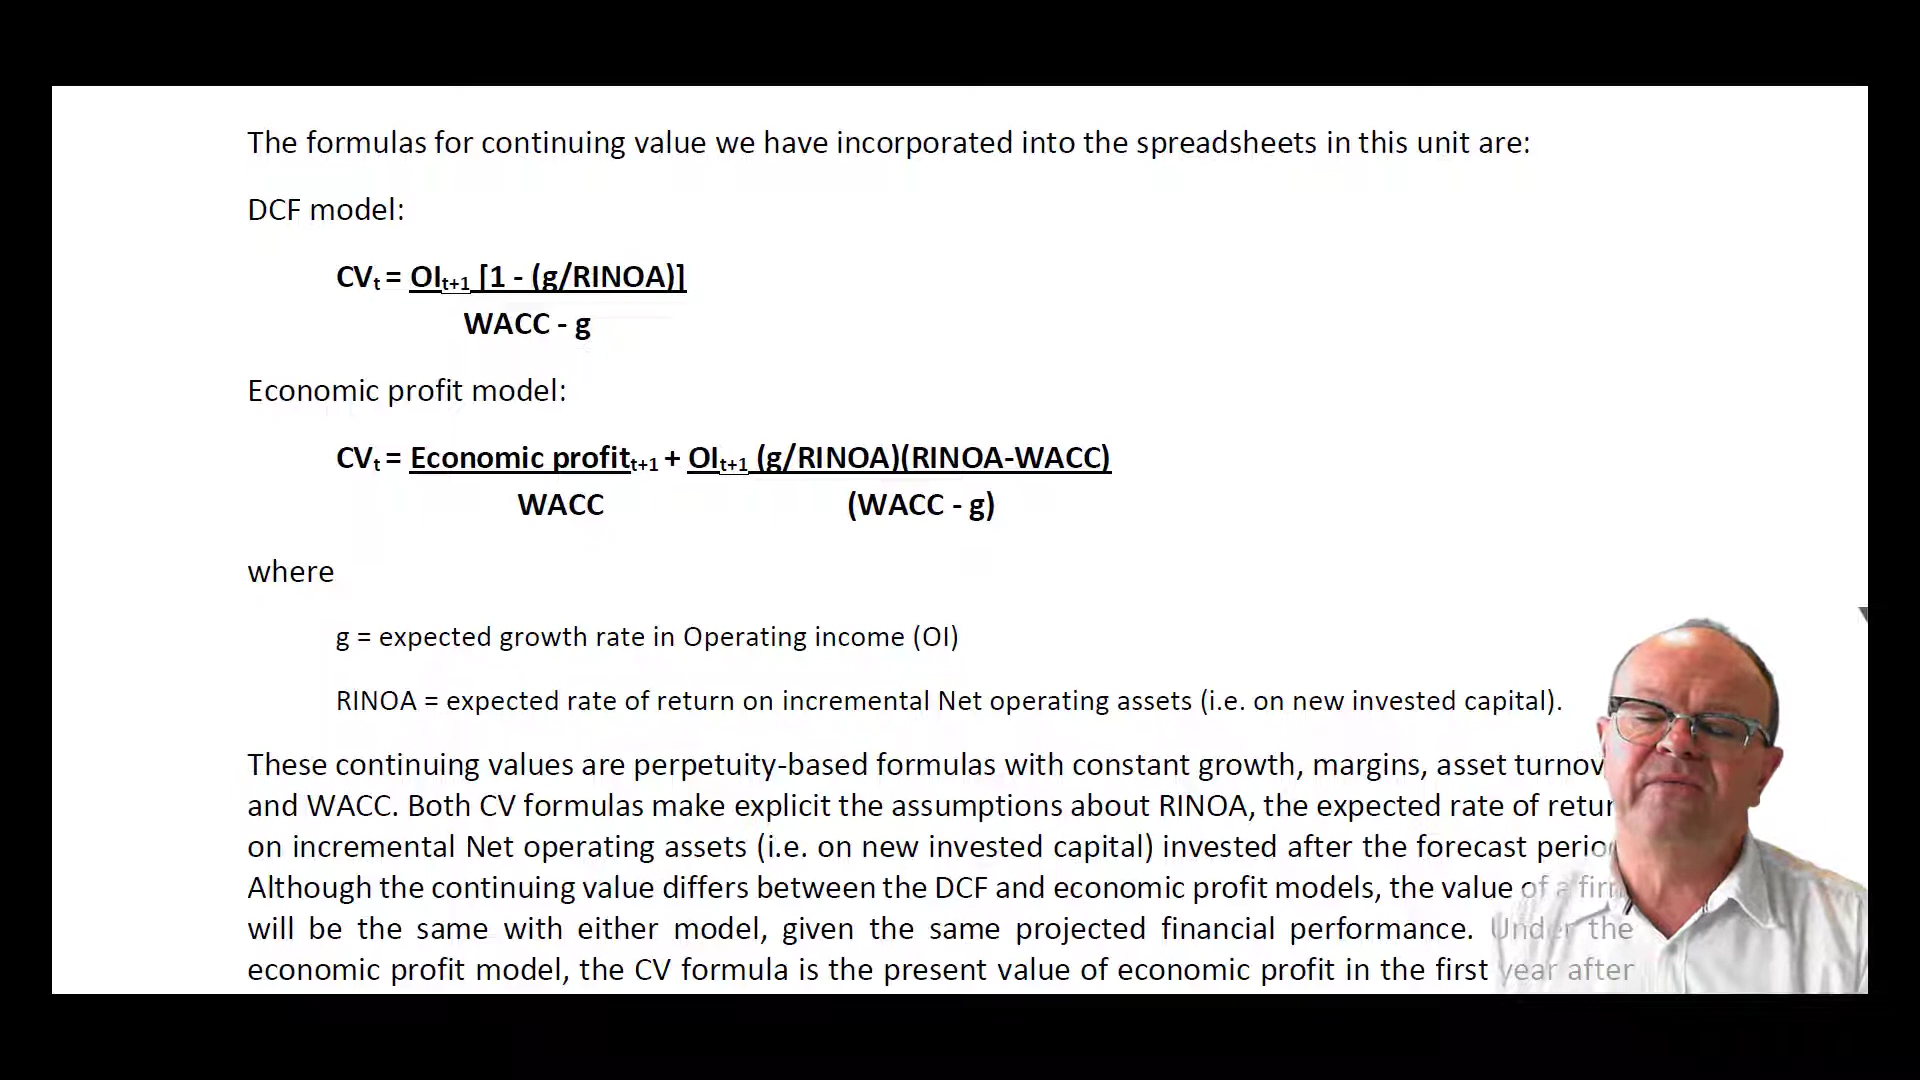 The formulas for continuing value we have incorporated into the spreadsheets in this unit are:
DCF model:
CVt = OIt+1 [1 - (g/RINOA)]
WACC - g
Economic profit model:
CVt = Economic profitt+1 + OIt+1 (g/RINOA)(RINOA-WACC)
WACC (WACC - g)
where
g = expected growth rate in Operating income (OI)
RINOA = expected rate of return on incremental Net operating assets (i.e. on new invested capital).
These continuing values are perpetuity-based formulas with constant growth, margins, asset
and WACC. Both CV formulas make explicit the assumptions about RINOA, the expected rate of
on incremental Net operating assets (i.e. on new invested capital) invested after the forecast
Although the continuing value differs between the DCF and economic profit models, the value of a firm
will be the same with either model, given the same projected financial performance. Under the
economic profit model, the CV formula is the present value of economic profit in the first year after